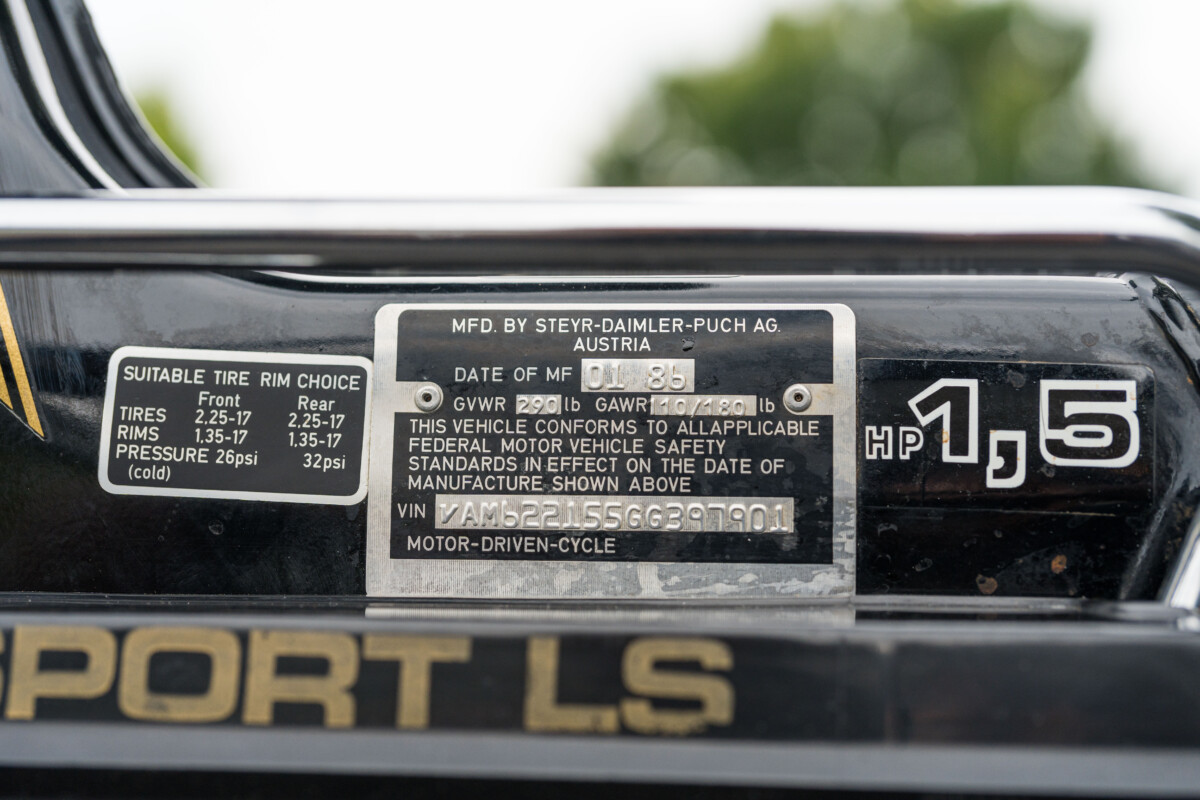 SUITABLE TIRE RIM CHOICE
Front Rear
TIRES 2.25-17 2.25-17
RIMS 1,35-17 1,35-17
PRESSURE 26psi 32psi
(cold)
MFD. BY STEYR-DAIMLER-PUCH AG.
AUSTRIA
DATE OF MF 01 86
GVWR 290 lb GAWR 110/180 lb
THIS VEHICLE CONFORMS TO ALLAPPLICABLE
FEDERAL MOTOR VEHICLE SAFETY
STANDARDS IN EFFECT ON THE DATE OF
MANUFACTURE SHOWN ABOVE
VIN VAM622155GG397901
MOTOR-DRIVEN-CYCLE
HP 1,5
SPORT LS